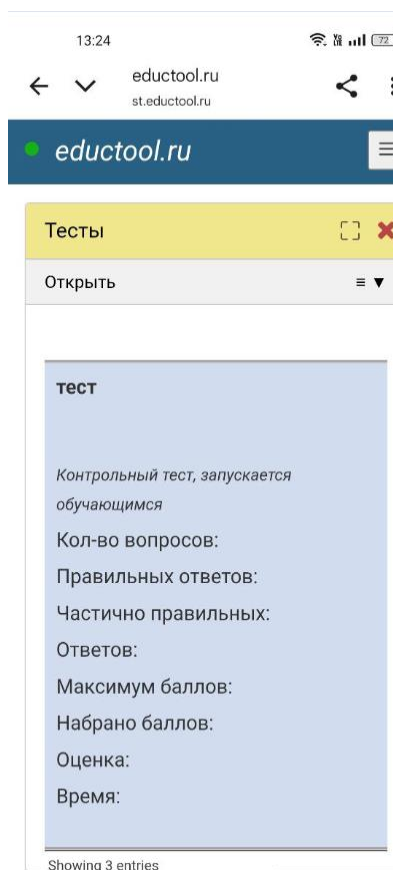 13:24
72
eductool.ru
st.eductool.ru
eductool.ru
Тесты
Открыть
тест
Контрольный тест, запускается
обучающимся
Кол-во вопросов:
Правильных ответов:
Частично правильных:
Ответов:
Максимум баллов:
Набрано баллов:
Оценка:
Время:
Showing 3 entries